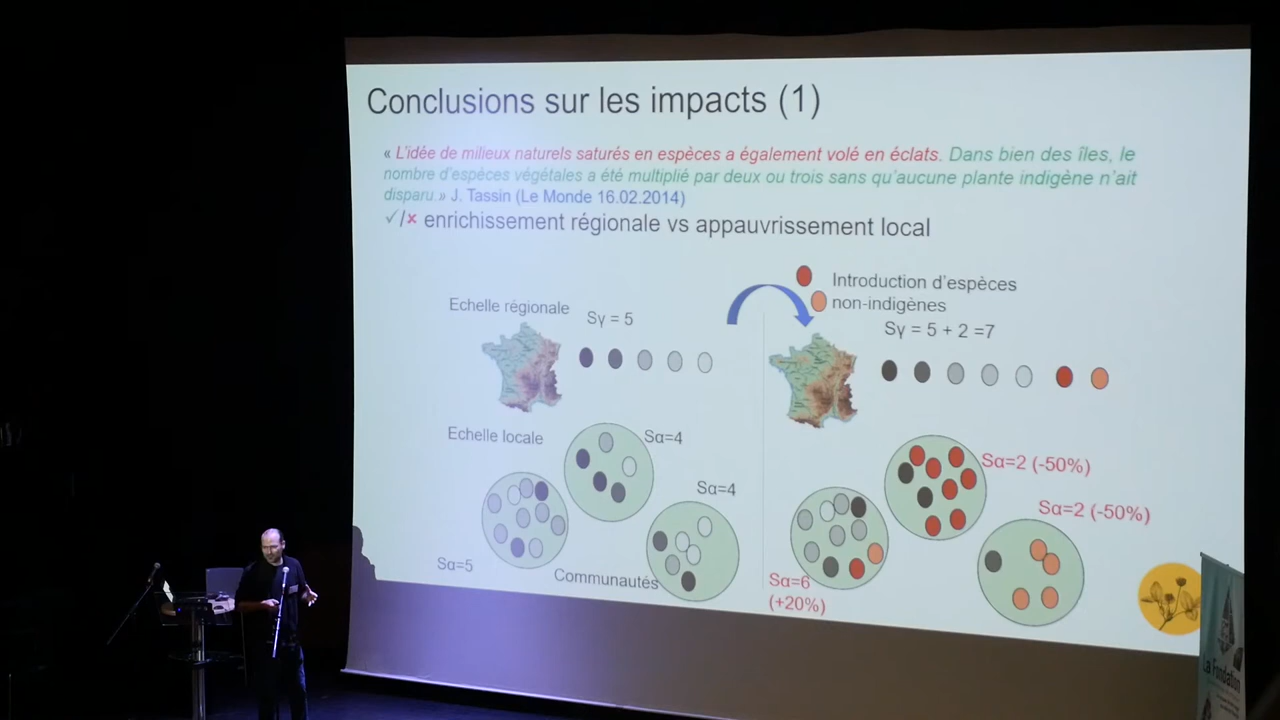 Conclusions sur les impacts (1)
« L'idée de milieux naturels saturés en espèces a également volé en éclats. Dans bien des îles, le
nombre d'espèces végétales a été multiplié par deux ou trois sans qu'aucune plante indigène n'ait
disparu.» J. Tassin (Le Monde 16.02.2014)
✓/× enrichissement régionale vs appauvrissement local
Introduction d'espèces
non-indigènes
Echelle régionale
Sγ = 5
Sγ = 5 + 2 =7
Echelle locale
Sα=4
Sα=4
Sα=5
Communautés
Sα=2 (-50%)
Sα=2 (-50%)
Sα=6
(+20%)
La Fondation